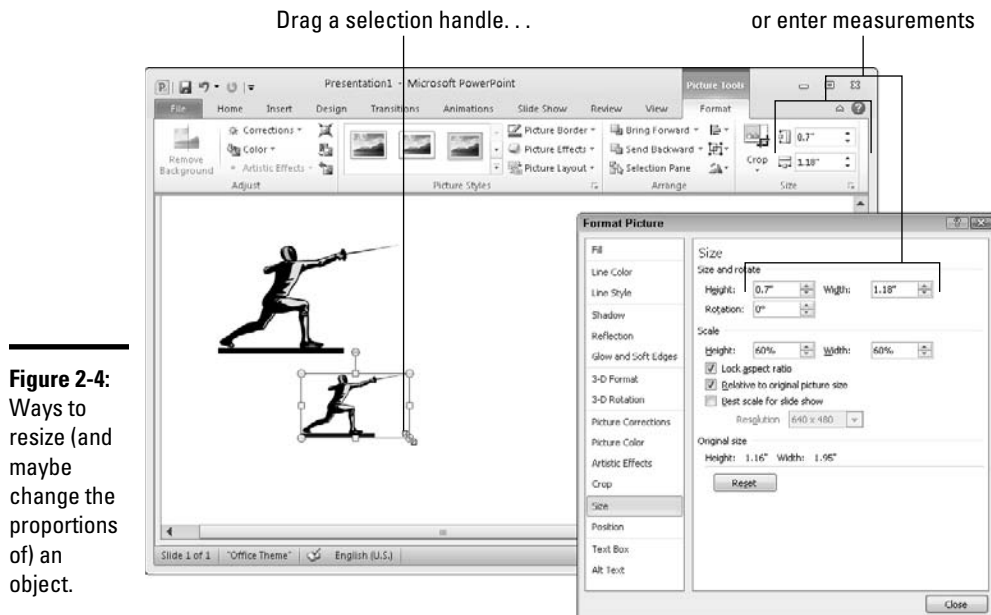 Drag a selection handle. . .
or enter measurements
Presentation1 - Microsoft PowerPoint
Picture Tools
File Home Insert Design Transitions Animations Slide Show Review View Format
Remove Background
Corrections
Color
Artistic Effects
Adjust
Picture Styles
Picture Border
Picture Effects
Picture Layout
Bring Forward
Send Backward
Selection Pane
Arrange
Crop
0.7"
1.18"
Size
Format Picture
Fill
Line Color
Line Style
Shadow
Reflection
Glow and Soft Edges
3-D Format
3-D Rotation
Picture Corrections
Picture Color
Artistic Effects
Crop
Size
Position
Text Box
Alt Text
Size
Size and rotate
Height: 0.7" Width: 1.18"
Rotation: 0°
Scale
Height: 60% Width: 60%
Lock aspect ratio
Relative to original picture size
Best scale for slide show
Resolution 640 x 480
Original size
Height: 1.16" Width: 1.95"
Reset
Close
Slide 1 of 1 "Office Theme" English (U.S.)
Figure 2-4:
Ways to
resize (and
maybe
change the
proportions
of) an
object.